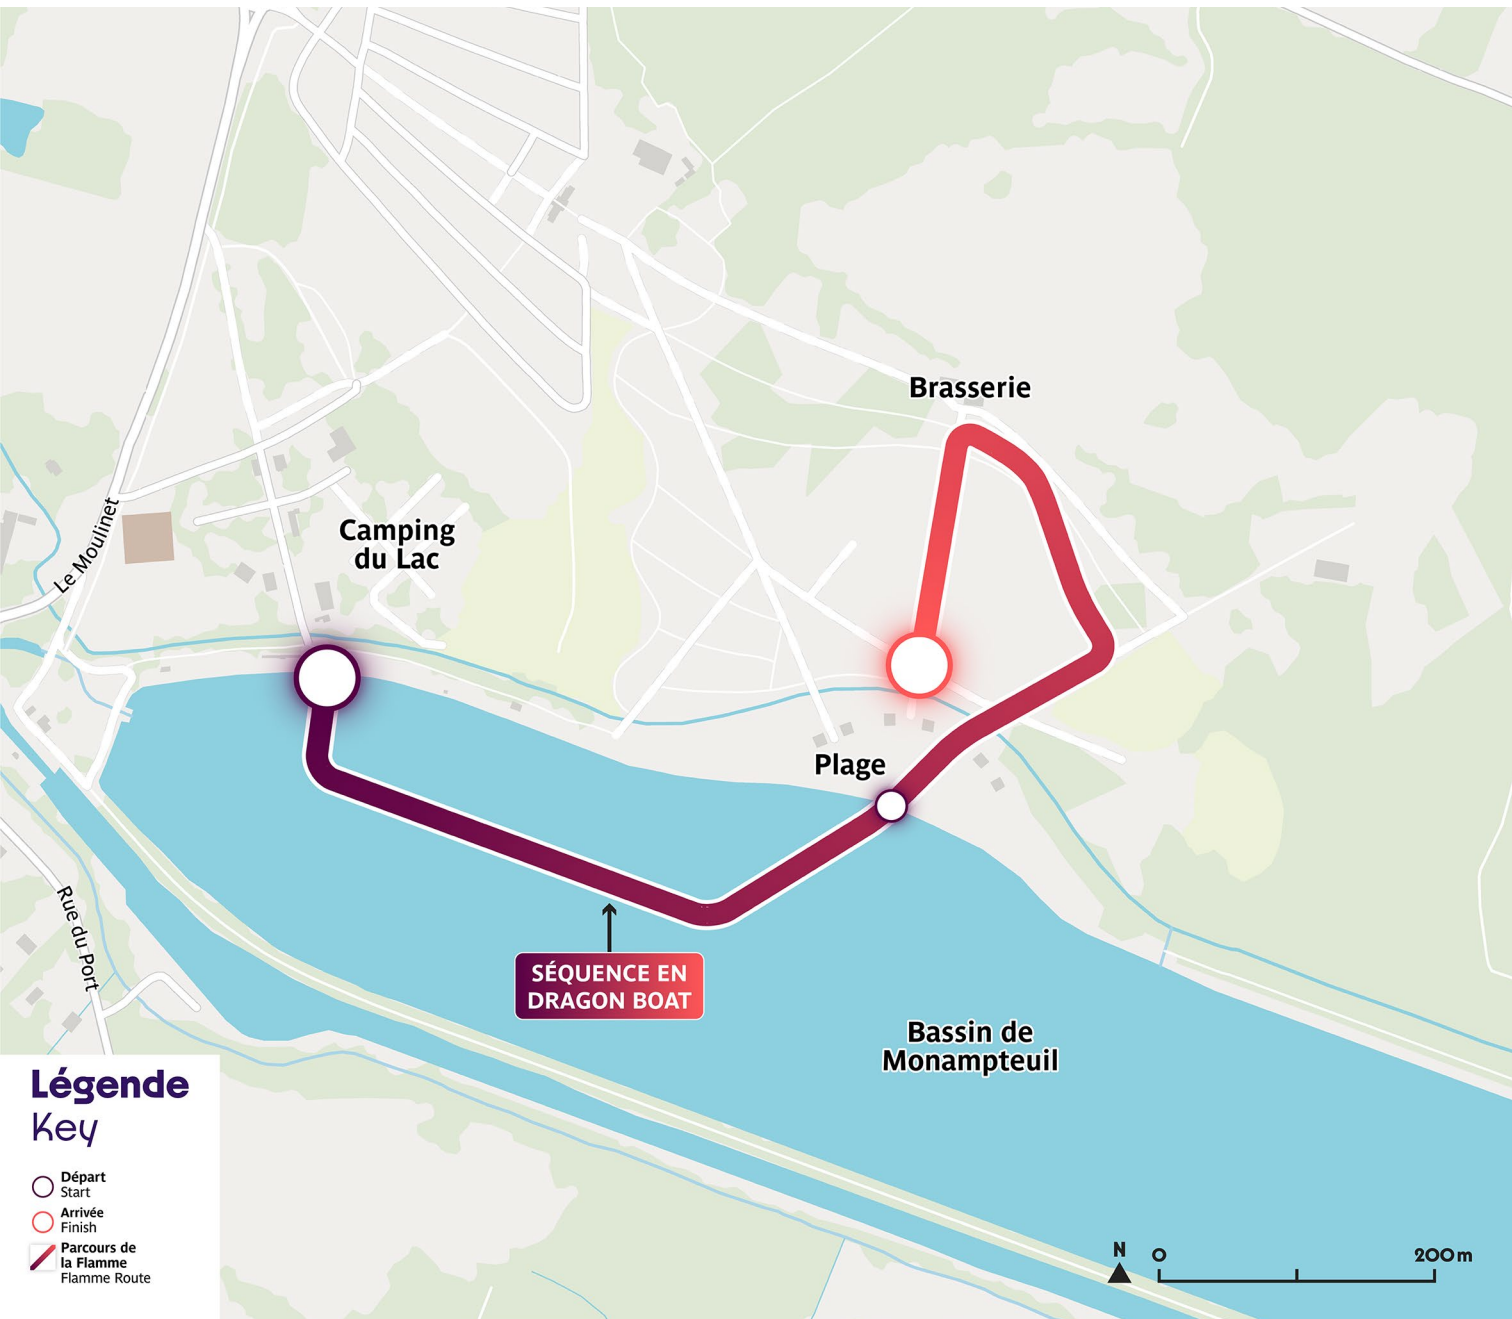 Brasserie
Camping
du Lac
Le Moulinet
Plage
Rue du Port
SÉQUENCE EN
DRAGON BOAT
Bassin de
Monampteuil
Légende
Key
Départ
Start
Arrivée
Finish
Parcours de
la Flamme
Flamme Route
N
0
200m